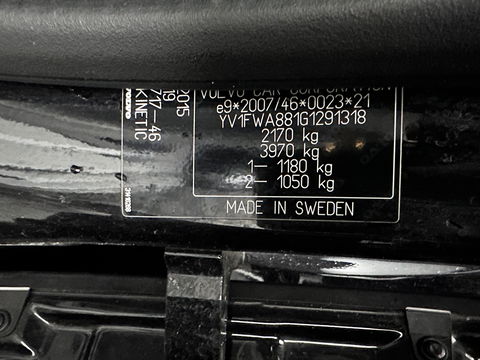 VOLVO CAR CORPORATION
e9*2007/46*0023*21
YV1FWA881G1291318
2170 kg
3970 kg
1– 1180 kg
2– 1050 kg
MADE IN SWEDEN
2015
19
717-46
KINETIC
VOLVO